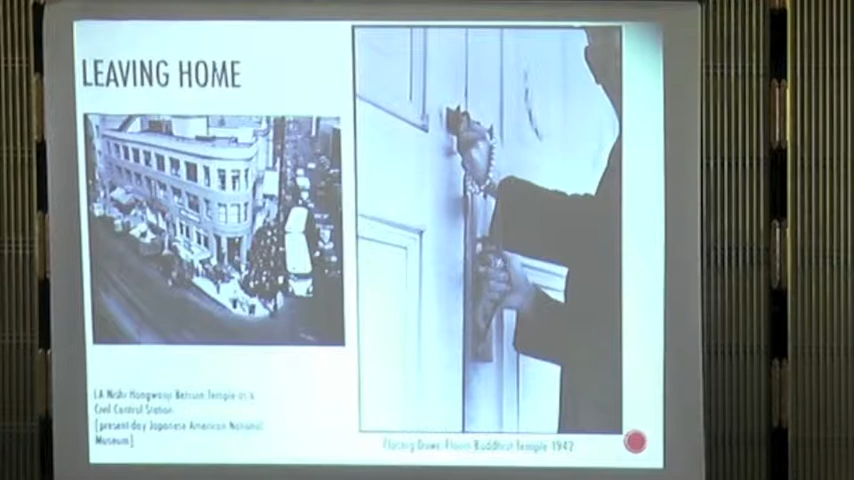 LEAVING HOME
LA Nishi Hongwanji Betsuin Temple as a
Civil Control Station
[present day Japanese American National
Museum]
Buddhist Temple 1942